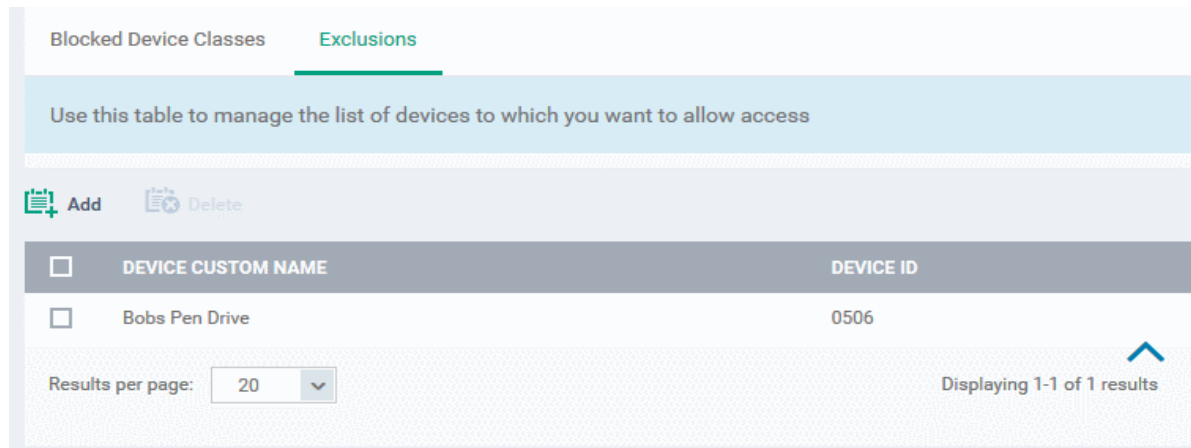 Blocked Device Classes Exclusions
Use this table to manage the list of devices to which you want to allow access
Add Delete
DEVICE CUSTOM NAME DEVICE ID
Bobs Pen Drive 0506
Results per page: 20 Displaying 1-1 of 1 results